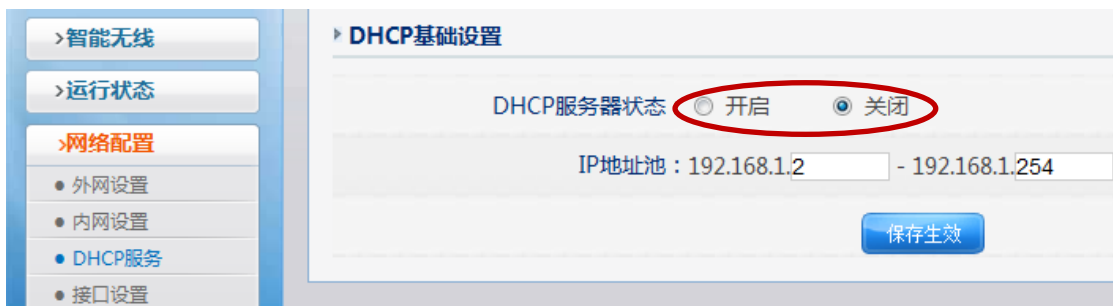 >智能无线
>运行状态
>网络配置
● 外网设置
● 内网设置
● DHCP服务
● 接口设置
DHCP基础设置
DHCP服务器状态 开启 关闭
IP地址池：192.168.1.2 - 192.168.1.254
保存生效